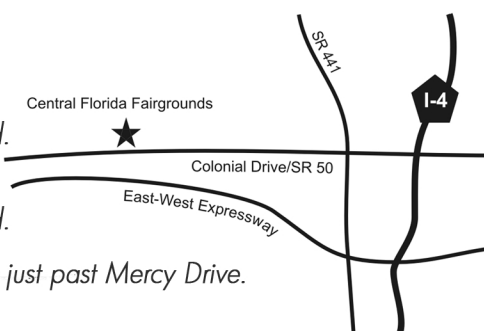 SR 441
I-4
Central Florida Fairgrounds
d.
Colonial Drive/SR 50
East-West Expressway
d.
just past Mercy Drive.